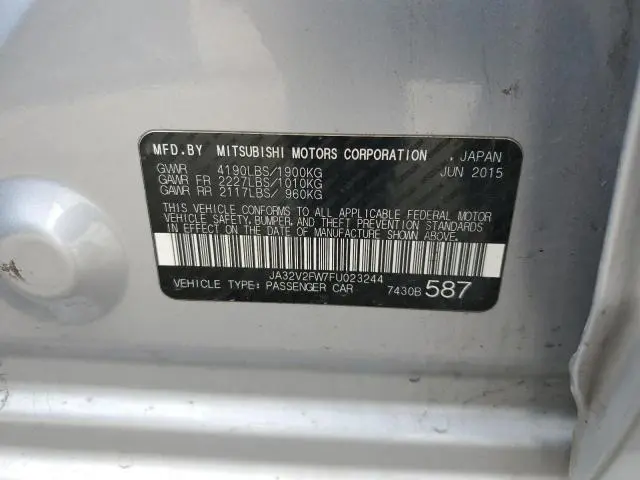 MFD.BY MITSUBISHI MOTORS CORPORATION , JAPAN
GVWR 4190LBS/1900KG JUN 2015
GAWR FR 2227LBS/1010KG
GAWR RR 2117LBS/ 960KG
THIS VEHICLE CONFORMS TO ALL APPLICABLE FEDERAL MOTOR
VEHICLE SAFETY, BUMPER, AND THEFT PREVENTION STANDARDS
IN EFFECT ON THE DATE OF MANUFACTURE SHOWN ABOVE.
JA32V2FW7FU023244
VEHICLE TYPE: PASSENGER CAR 7430B 587